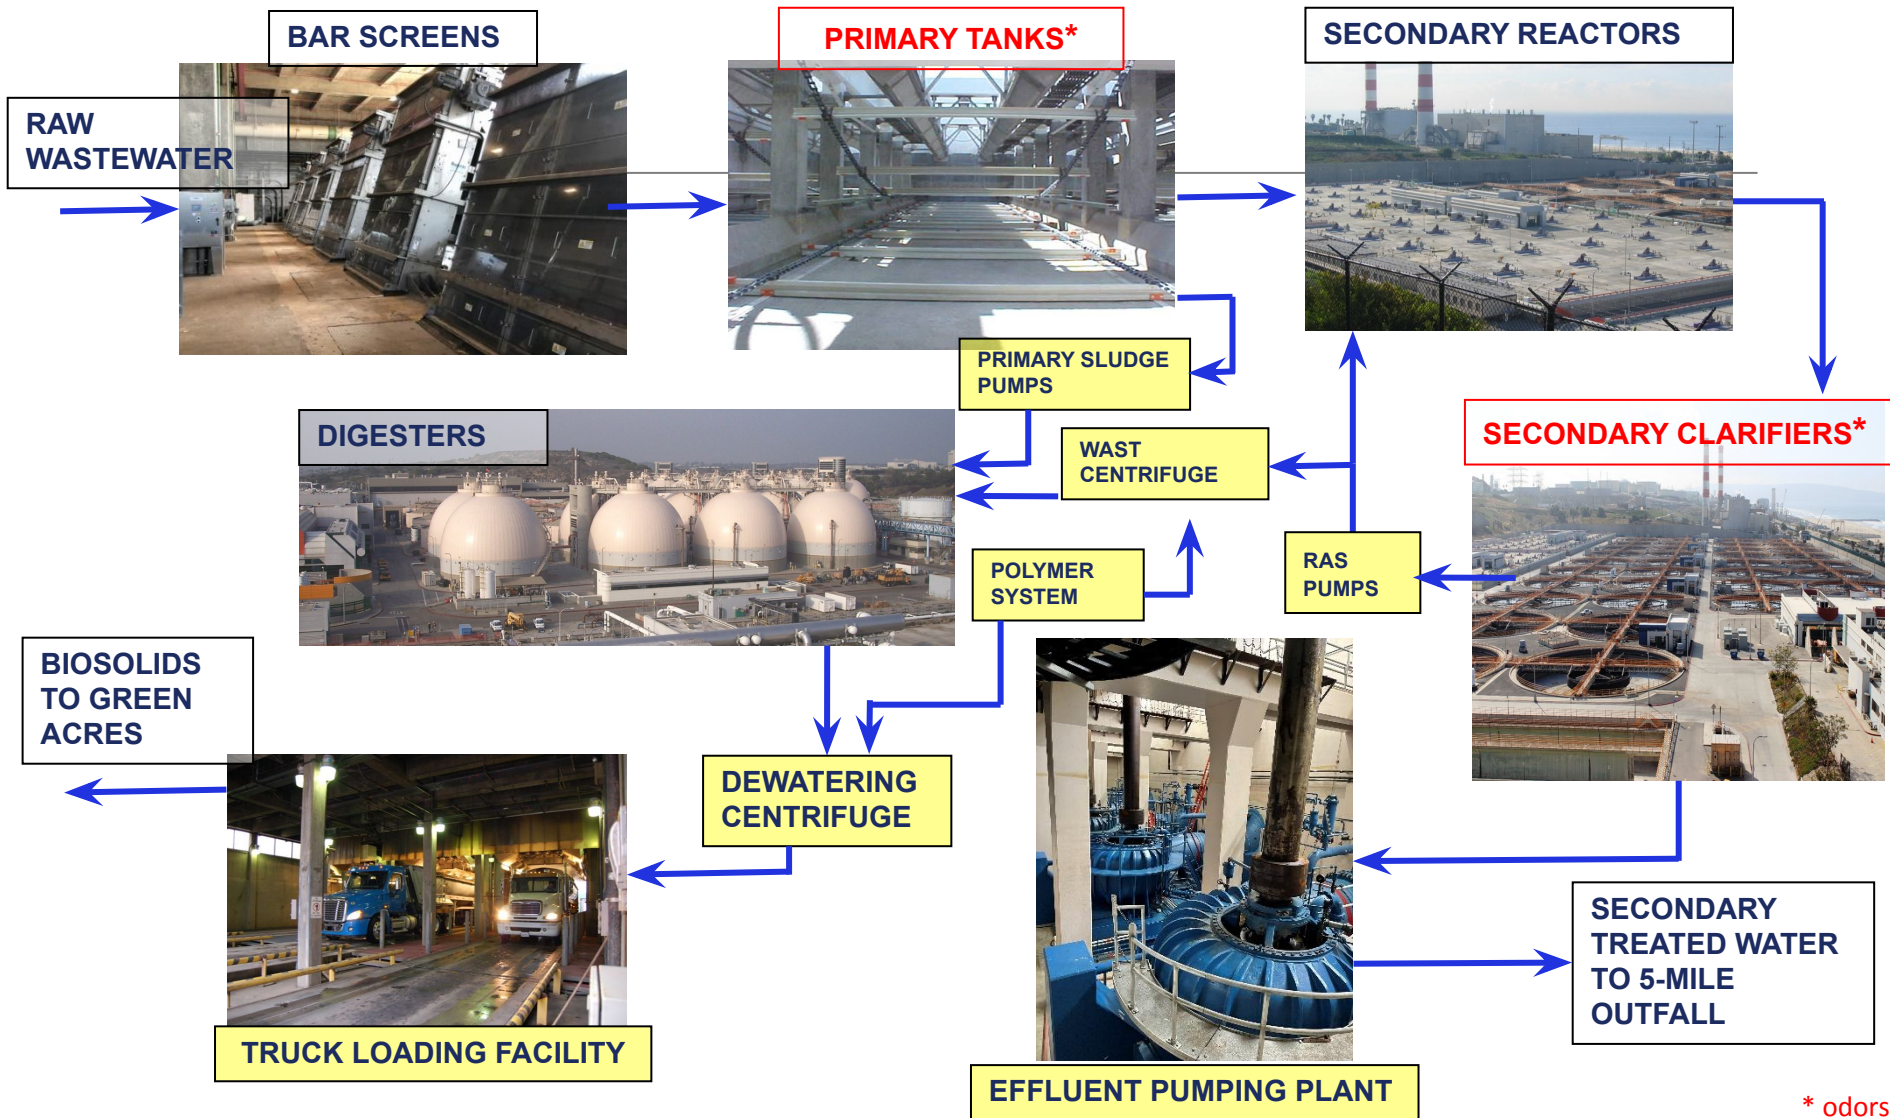 BAR SCREENS
PRIMARY TANKS*
SECONDARY REACTORS
RAW
WASTEWATER
PRIMARY SLUDGE
PUMPS
DIGESTERS
WAST
CENTRIFUGE
SECONDARY CLARIFIERS*
POLYMER
SYSTEM
RAS
PUMPS
BIOSOLIDS
TO GREEN
ACRES
DEWATERING
CENTRIFUGE
SECONDARY
TREATED WATER
TO 5-MILE
OUTFALL
TRUCK LOADING FACILITY
EFFLUENT PUMPING PLANT
* odors